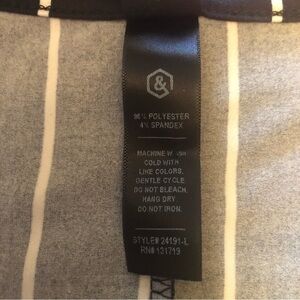 &
96% POLYESTER
4% SPANDEX
MACHINE WASH
COLD WITH
LIKE COLORS.
GENTLE CYCLE.
DO NOT BLEACH.
HANG DRY
DO NOT IRON.
STYLE# 24191-L
RN# 131719